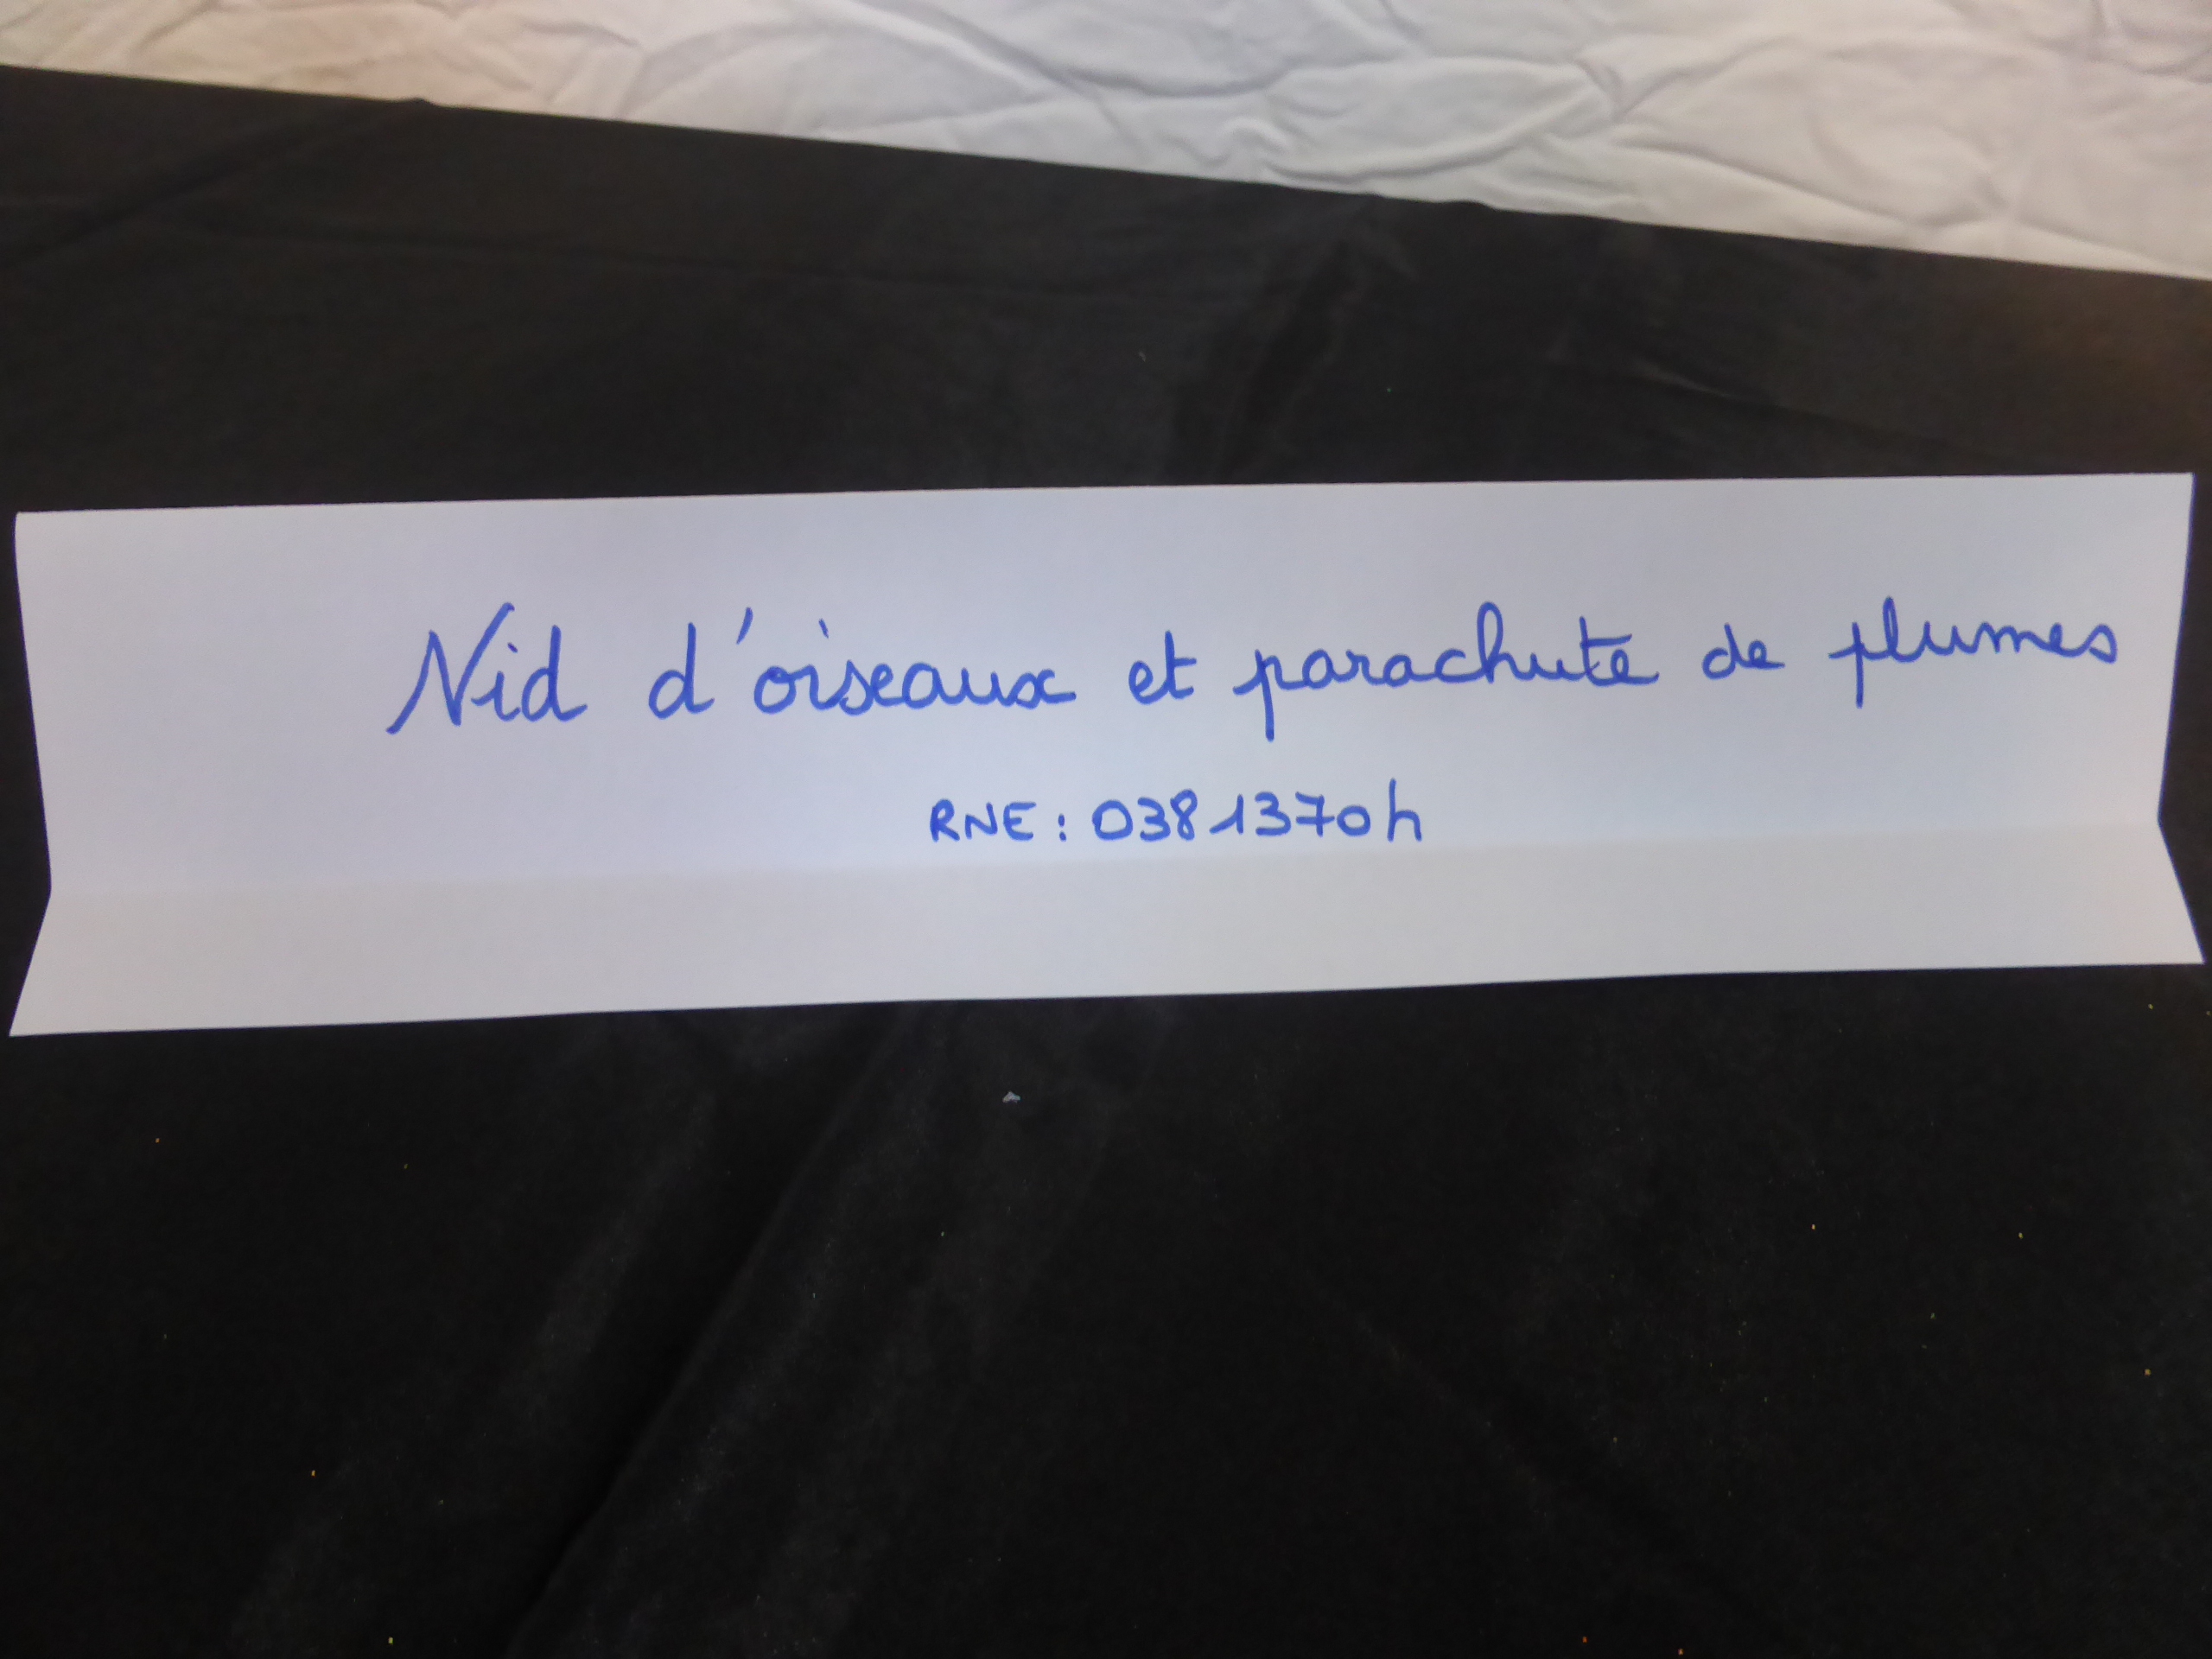 Nid d'oiseaux et parachute de plumes
RNE : 0381370h